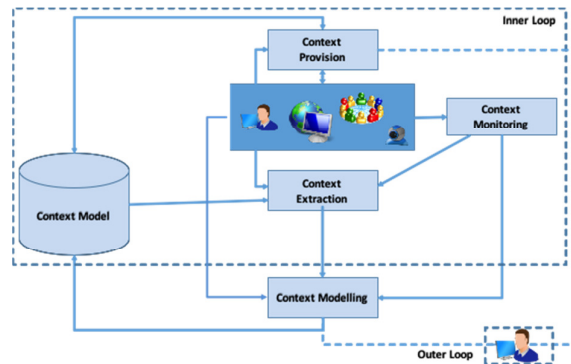 Inner Loop
Context
Provision
Context
Monitoring
Context
Extraction
Context Model
Context Modelling
Outer Loop